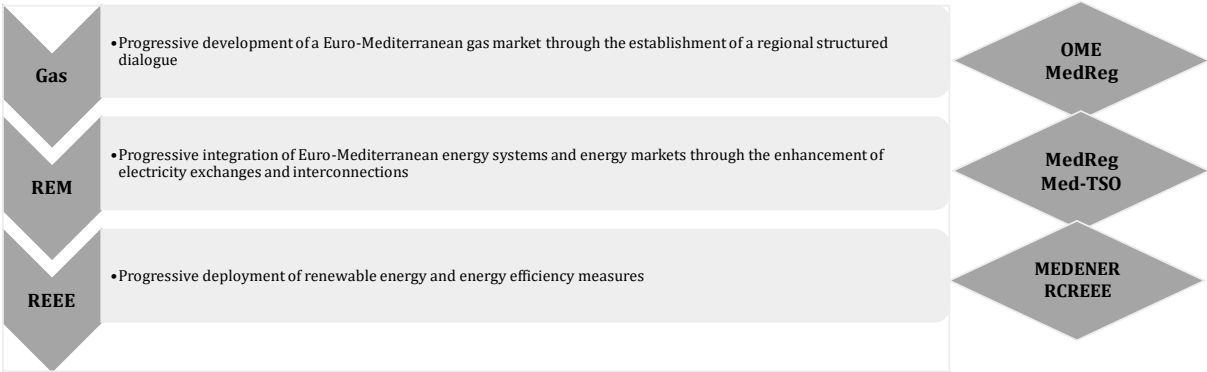 Gas
•Progressive development of a Euro-Mediterranean gas market through the establishment of a regional structured
dialogue
OME
MedReg
REM
•Progressive integration of Euro-Mediterranean energy systems and energy markets through the enhancement of
electricity exchanges and interconnections
MedReg
Med-TSO
REEE
•Progressive deployment of renewable energy and energy efficiency measures
MEDENER
RCREEE